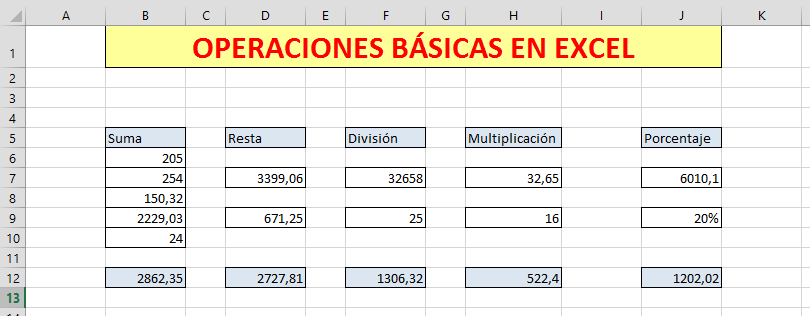 A B C D E F G H I J K
1 OPERACIONES BÁSICAS EN EXCEL
2
3
4
5 Suma Resta División Multiplicación Porcentaje
6 205
7 254 3399,06 32658 32,65 6010,1
8 150,32
9 2229,03 671,25 25 16 20%
10 24
11
12 2862,35 2727,81 1306,32 522,4 1202,02
13